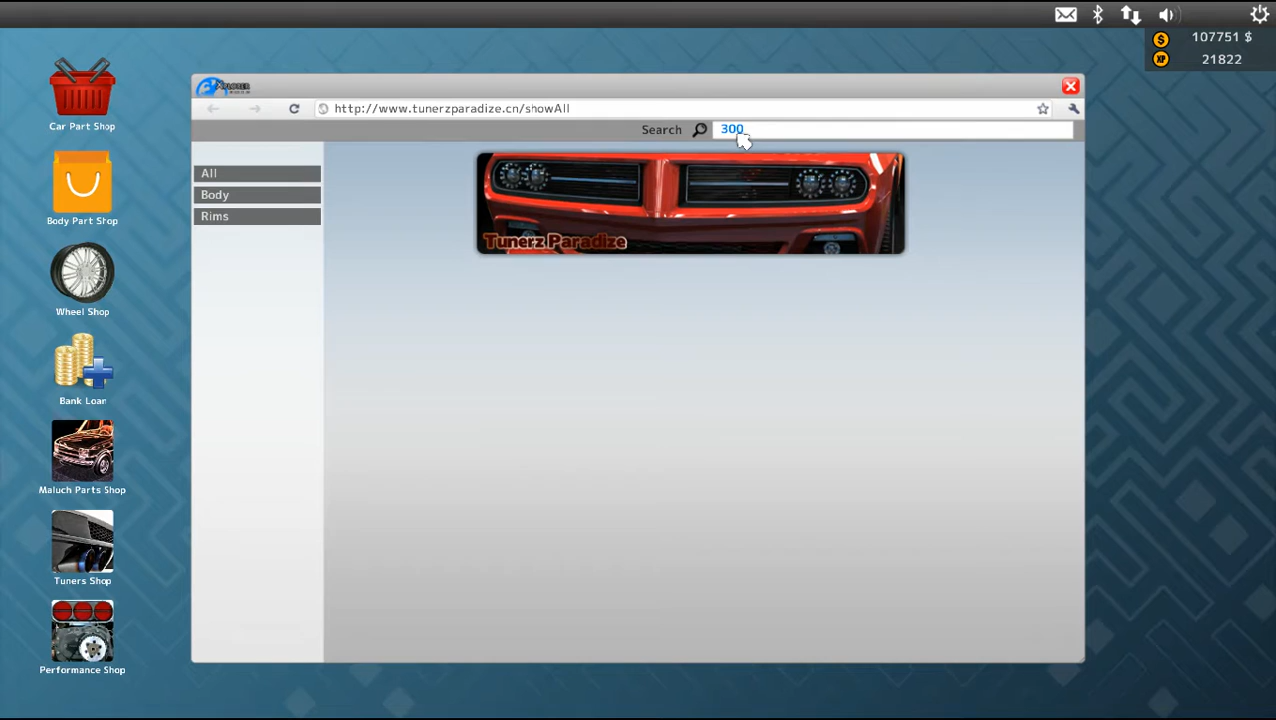 107751 $
XP 21822
Car Part Shop
Body Part Shop
Wheel Shop
Bank Loan
Maluch Parts Shop
Tuners Shop
Performance Shop
http://www.tunerzparadize.cn/showAll
Search 300
All
Body
Rims
Tunerz Paradize